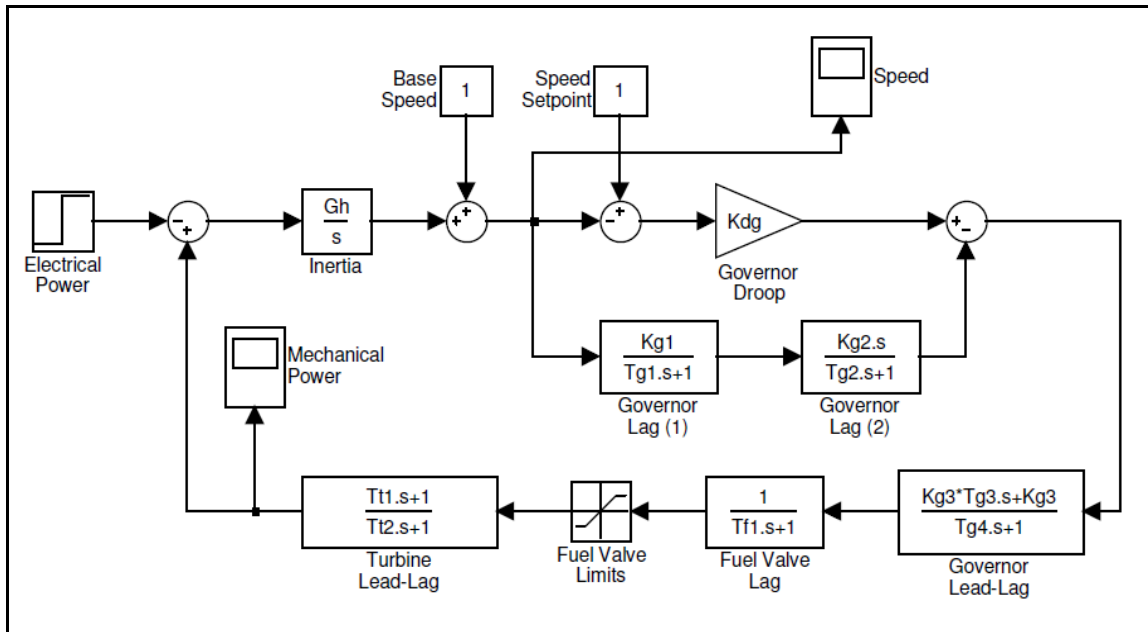 Base
Speed
1
Speed
Setpoint
1
Speed
-
+
Gh
s
Inertia
+
+
-
+
Kdg
Governor
Droop
+
-
Electrical
Power
Mechanical
Power
Kg1
Tg1.s+1
Governor
Lag (1)
Kg2.s
Tg2.s+1
Governor
Lag (2)
Tt1.s+1
Tt2.s+1
Turbine
Lead-Lag
Fuel Valve
Limits
1
Tf1.s+1
Fuel Valve
Lag
Kg3*Tg3.s+Kg3
Tg4.s+1
Governor
Lead-Lag